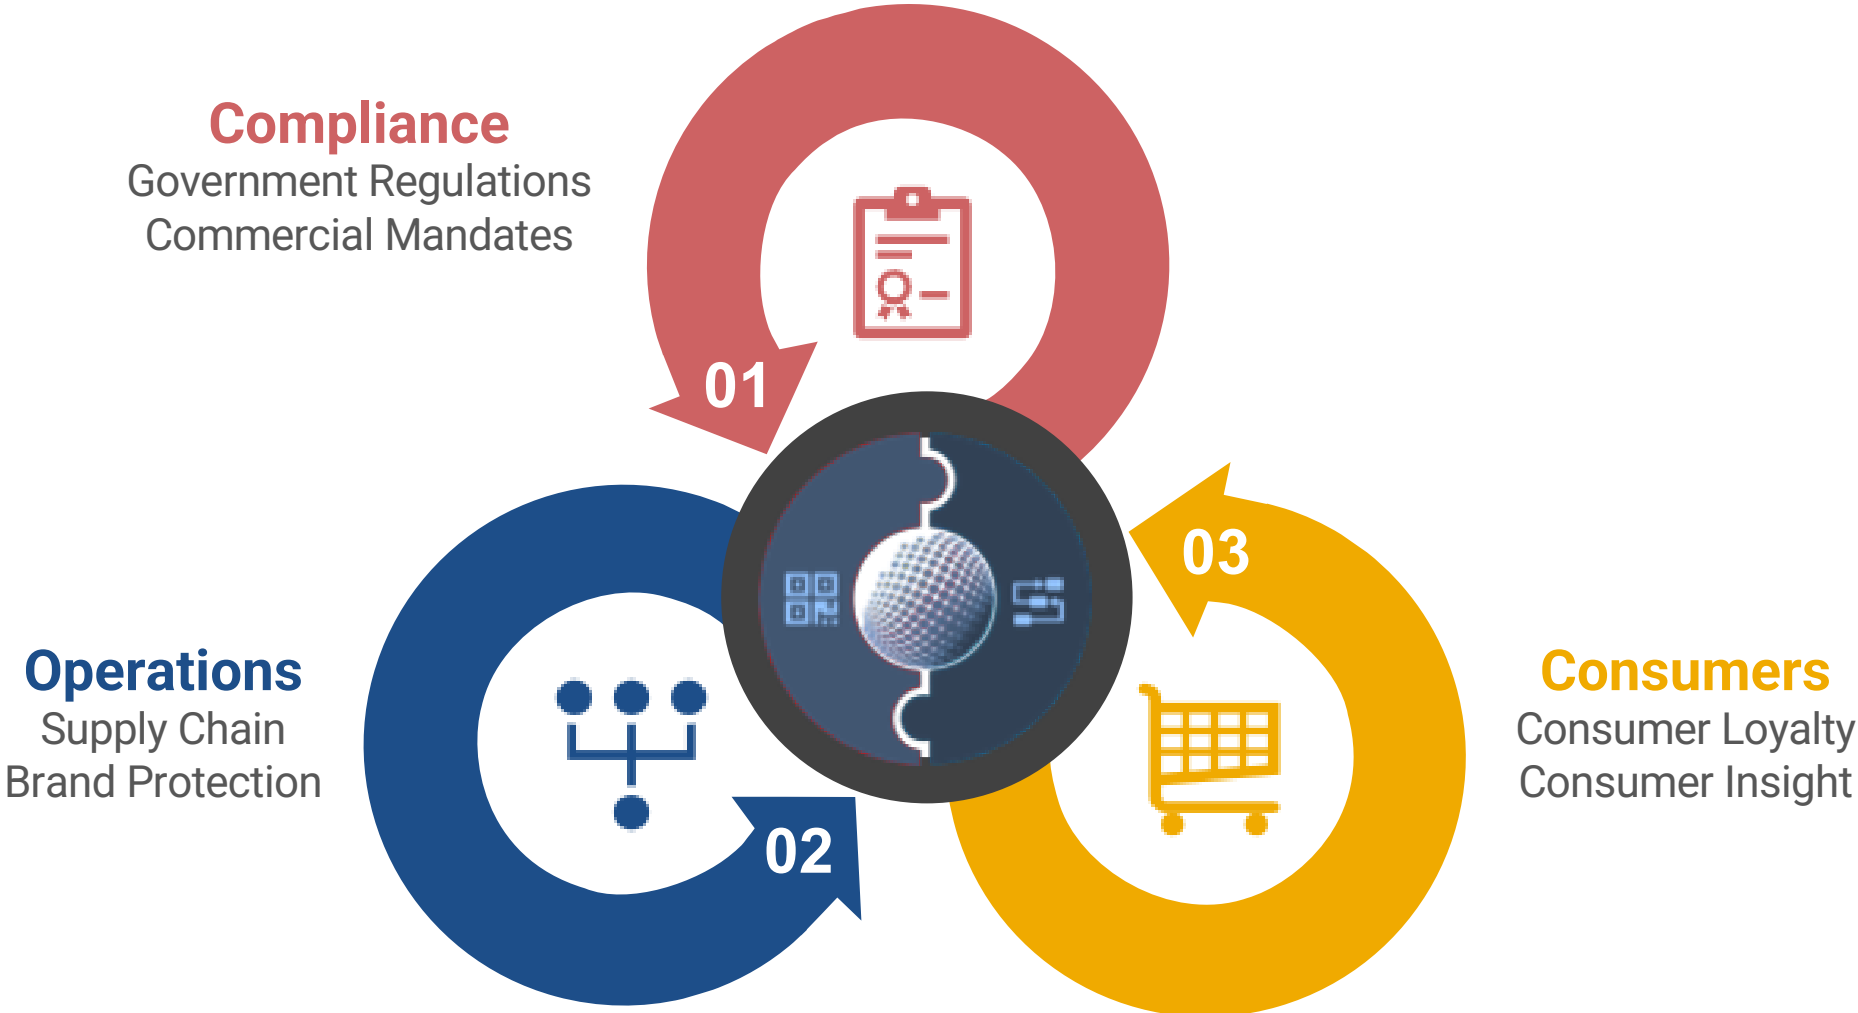 Compliance
Government Regulations
Commercial Mandates
01
Operations
Supply Chain
Brand Protection
02
03
Consumers
Consumer Loyalty
Consumer Insight